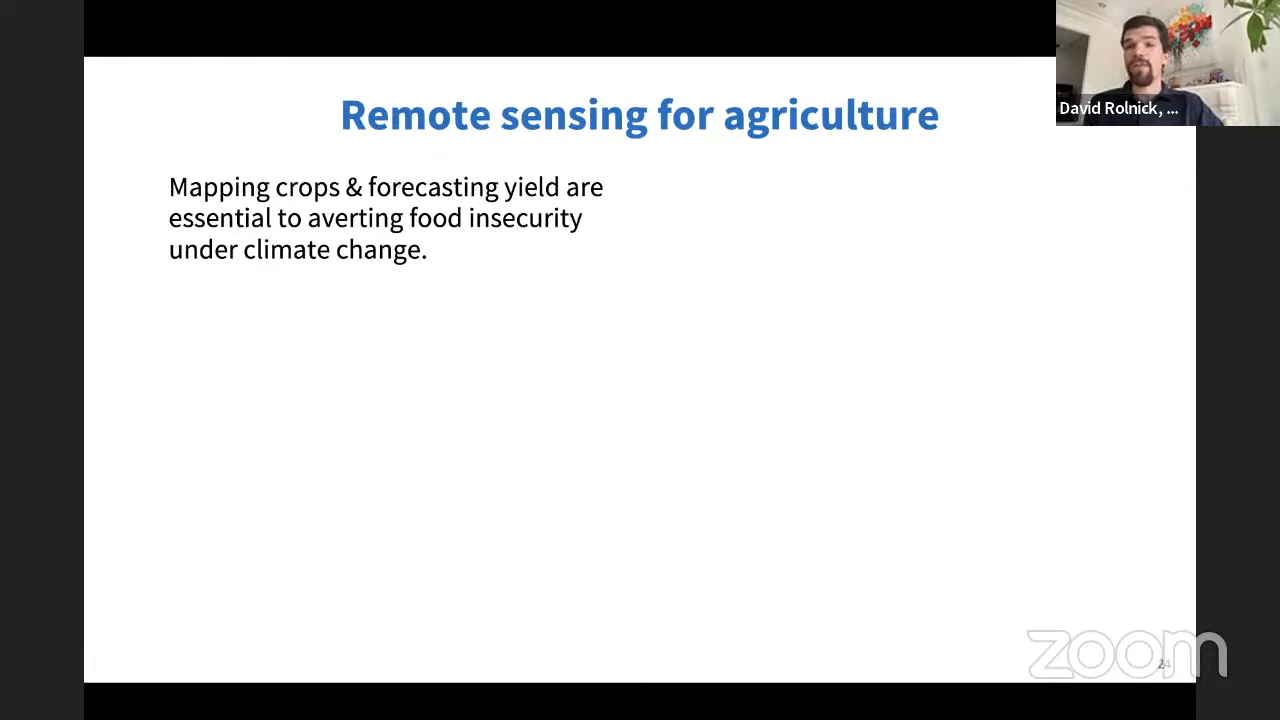 Remote sensing for agriculture
David Rolnick, ...
Mapping crops & forecasting yield are
essential to averting food insecurity
under climate change.
zoom
24